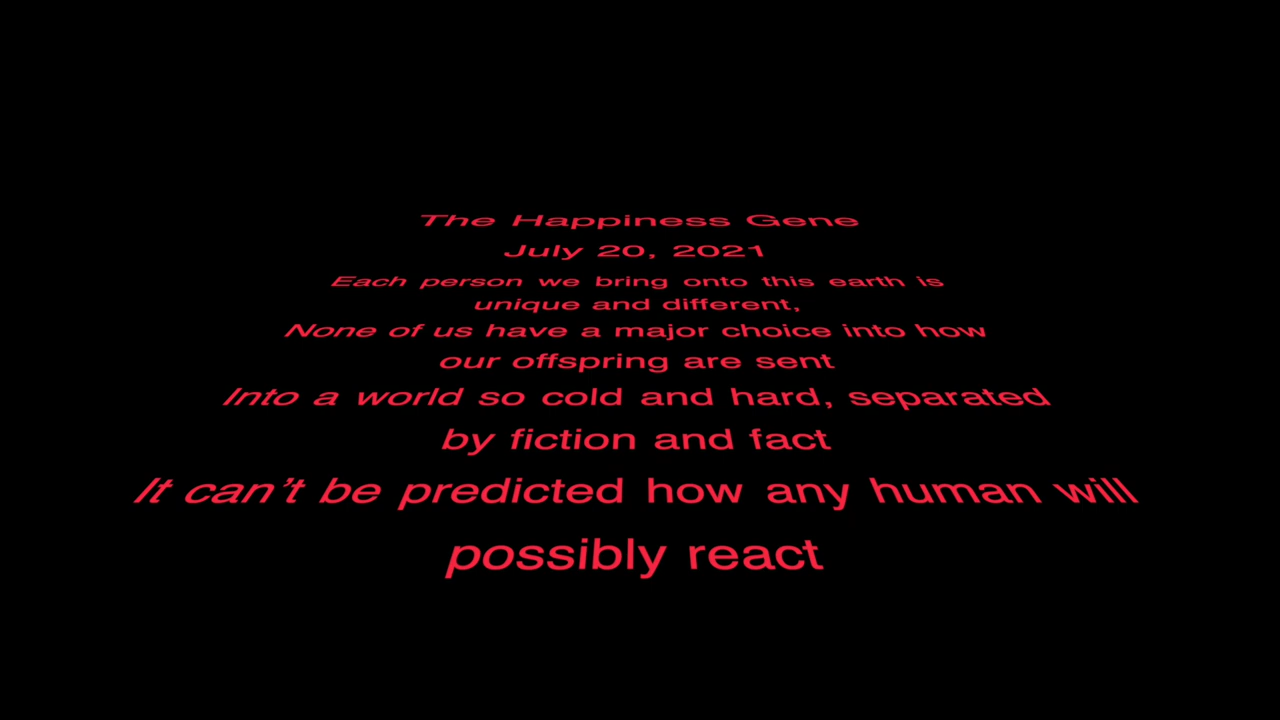 The Happiness Gene
July 20, 2021
Each person we bring onto this earth is
unique and different,
None of us have a major choice into how
our offspring are sent
Into a world so cold and hard, separated
by fiction and fact
It can’t be predicted how any human will
possibly react